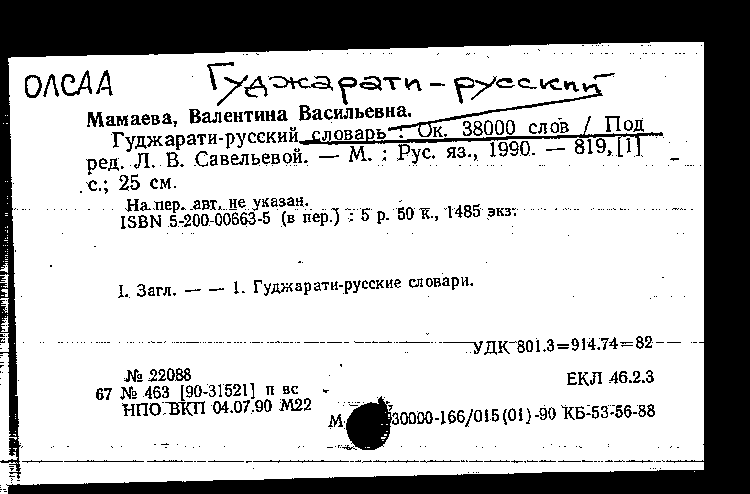 ОЛСАА Гуджарати-русский
Мамаева, Валентина Васильевна.
Гуджарати-русский словарь : Ок. 38000 слов / Под
ред. Л. В. Савельевой. — М. : Рус. яз., 1990. — 819, [1]
с.; 25 см.
На пер. авт. не указан.
ISBN 5-200-00663-5 (в пер.) : 5 р. 50 к., 1485 экз.
I. Загл. — — 1. Гуджарати-русские словари.
УДК 801.3=914.74=82
№ 22088
ЕКЛ 46.2.3
67 № 463 [90-31521] п вс
НПО ВКП 04.07.90 М22
М 30000-166/015(01)-90 КБ-53-56-88